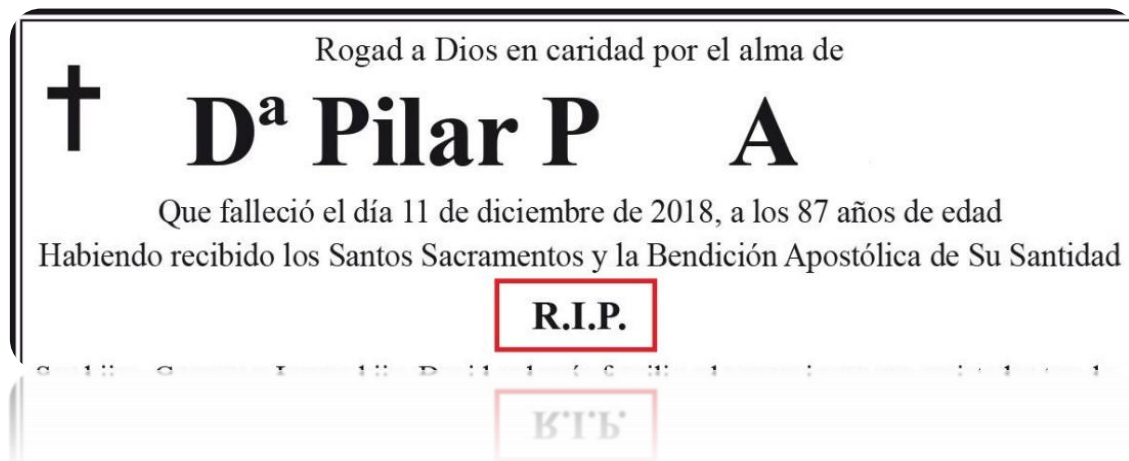 Rogad a Dios en caridad por el alma de
Dª Pilar P A
Que falleció el día 11 de diciembre de 2018, a los 87 años de edad
Habiendo recibido los Santos Sacramentos y la Bendición Apostólica de Su Santidad
R.I.P.